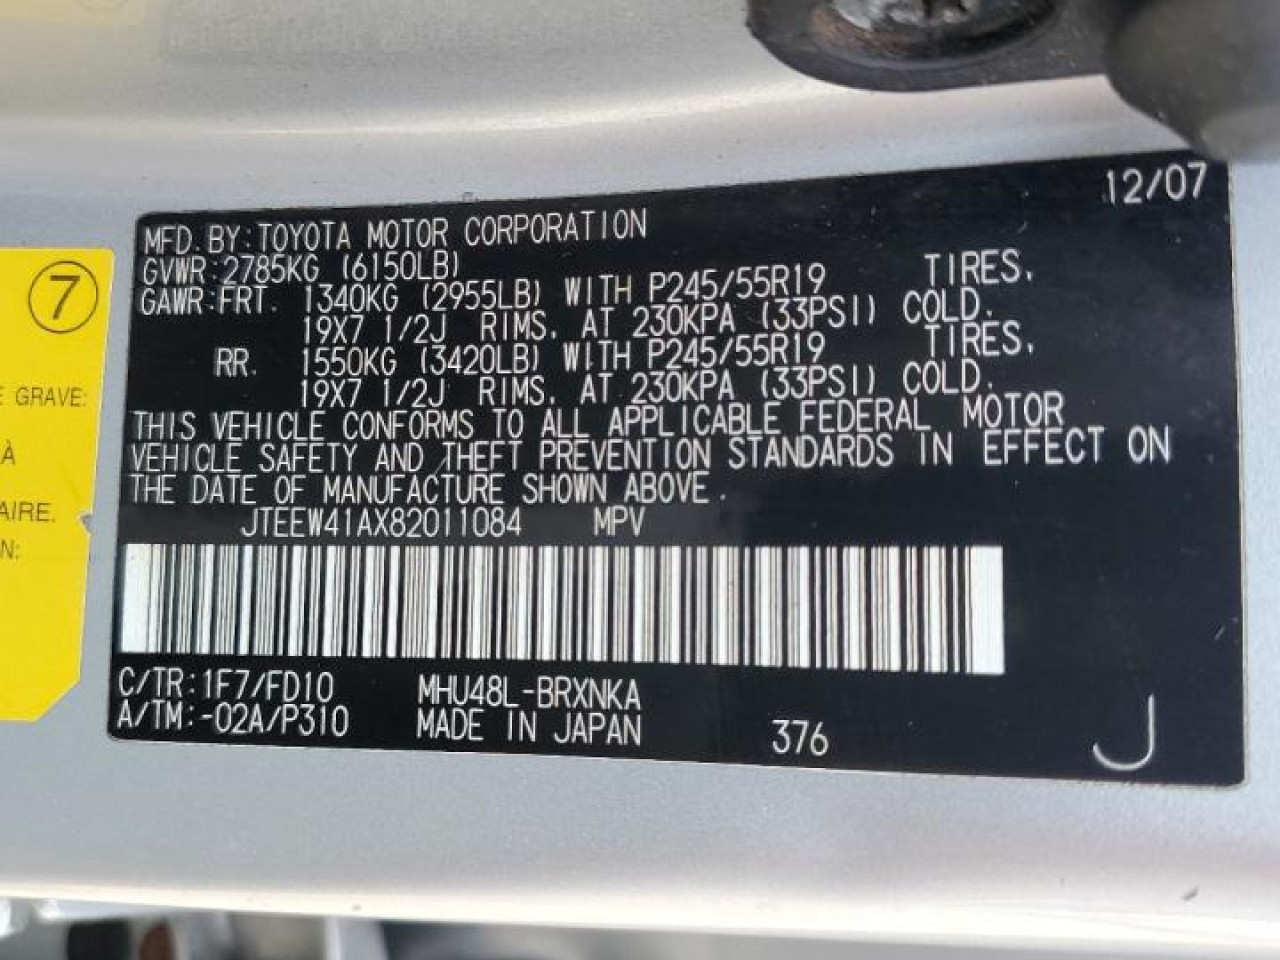 12/07
MFD. BY: TOYOTA MOTOR CORPORATION
GVWR: 2785KG (6150LB)
GAWR: FRT. 1340KG (2955LB) WITH P245/55R19 TIRES,
19X7 1/2J RIMS, AT 230KPA (33PSI) COLD.
RR. 1550KG (3420LB) WITH P245/55R19 TIRES,
19X7 1/2J RIMS, AT 230KPA (33PSI) COLD.
THIS VEHICLE CONFORMS TO ALL APPLICABLE FEDERAL MOTOR
VEHICLE SAFETY AND THEFT PREVENTION STANDARDS IN EFFECT ON
THE DATE OF MANUFACTURE SHOWN ABOVE.
JTEEW41AX82011084 MPV
C/TR: 1F7/FD10 MHU48L-BRXNKA
A/TM: -02A/P310 MADE IN JAPAN 376 J
7
GRAVE:
À
AIRE.
N: